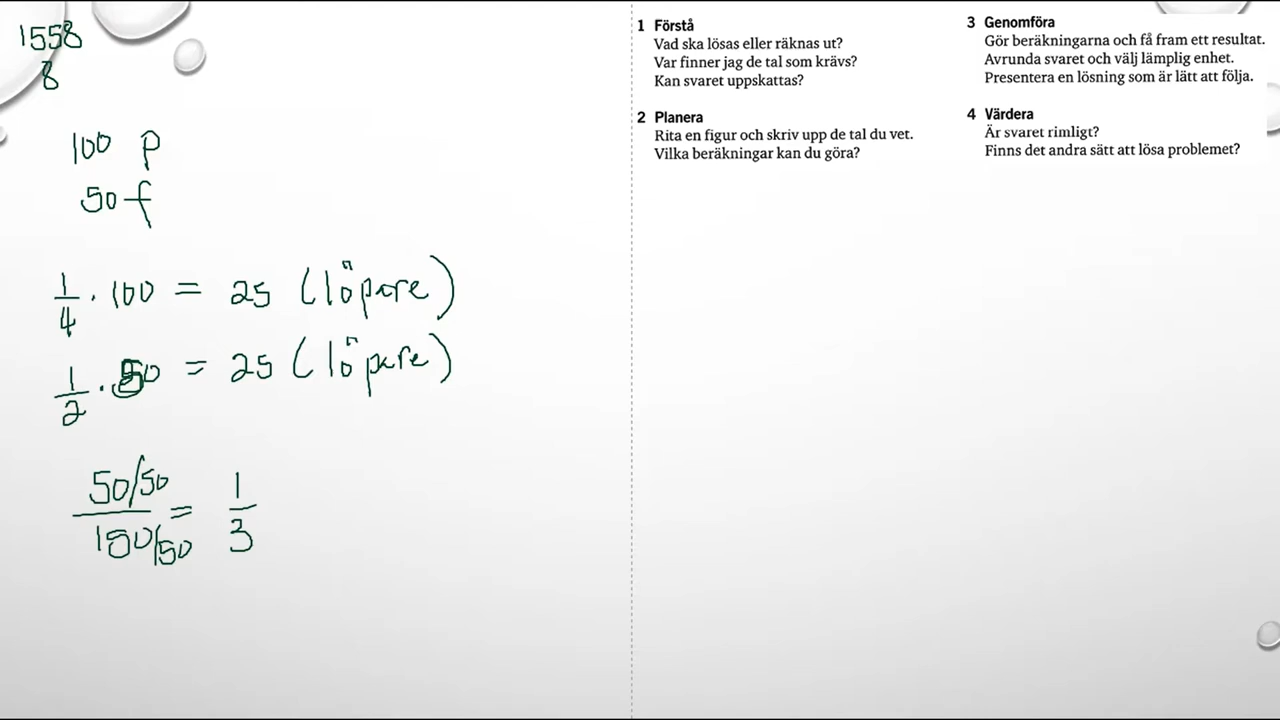 1558
8
100 p
50 f
1/4 · 100 = 25 (löpare)
1/2 · 50 = 25 (löpare)
50/50 / 150/50 = 1/3
1 Förstå
Vad ska lösas eller räknas ut?
Var finner jag de tal som krävs?
Kan svaret uppskattas?
2 Planera
Rita en figur och skriv upp de tal du vet.
Vilka beräkningar kan du göra?
3 Genomföra
Gör beräkningarna och få fram ett resultat.
Avrunda svaret och välj lämplig enhet.
Presentera en lösning som är lätt att följa.
4 Värdera
Är svaret rimligt?
Finns det andra sätt att lösa problemet?